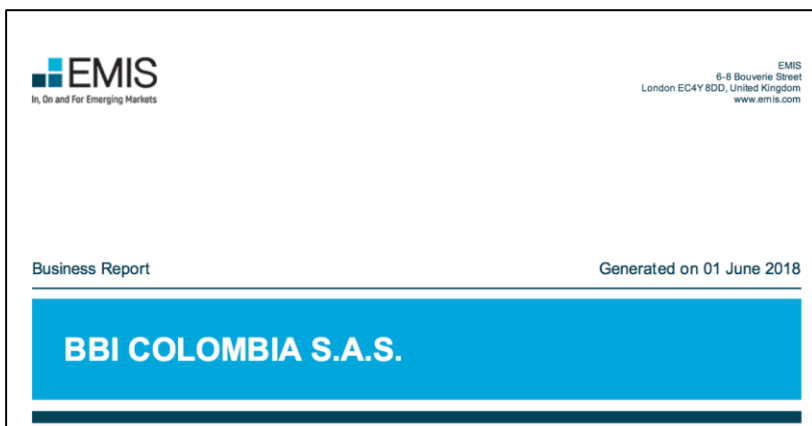 EMIS
In, On and For Emerging Markets
EMIS
6-8 Bouverie Street
London EC4Y 8DD, United Kingdom
www.emis.com
Business Report
Generated on 01 June 2018
BBI COLOMBIA S.A.S.